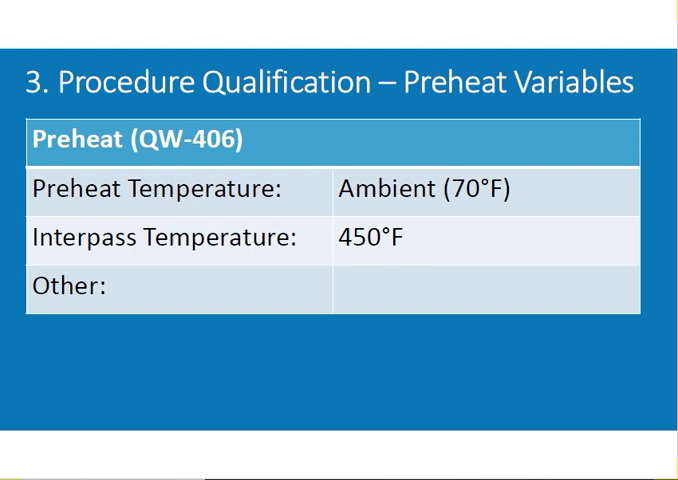 3. Procedure Qualification – Preheat Variables
Preheat (QW-406)
Preheat Temperature: Ambient (70°F)
Interpass Temperature: 450°F
Other: